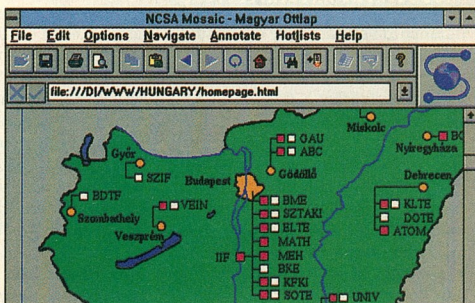 NCSA Mosaic - Magyar Ottlap
File Edit Options Navigate Annotate Hotlists Help
file:///D|/WWW/HUNGARY/homepage.html
Miskolc
GAU
ABC
Gödöllő
Nyíregyháza
Győr
SZIF
Budapest
Debrecen
KLTE
DOTE
ATOM
BDTF
Szombathely
VEIN
Veszprém
BME
SZTAKI
ELTE
MATH
IIF
MEH
BKE
KFKI
SOTE
UNIV